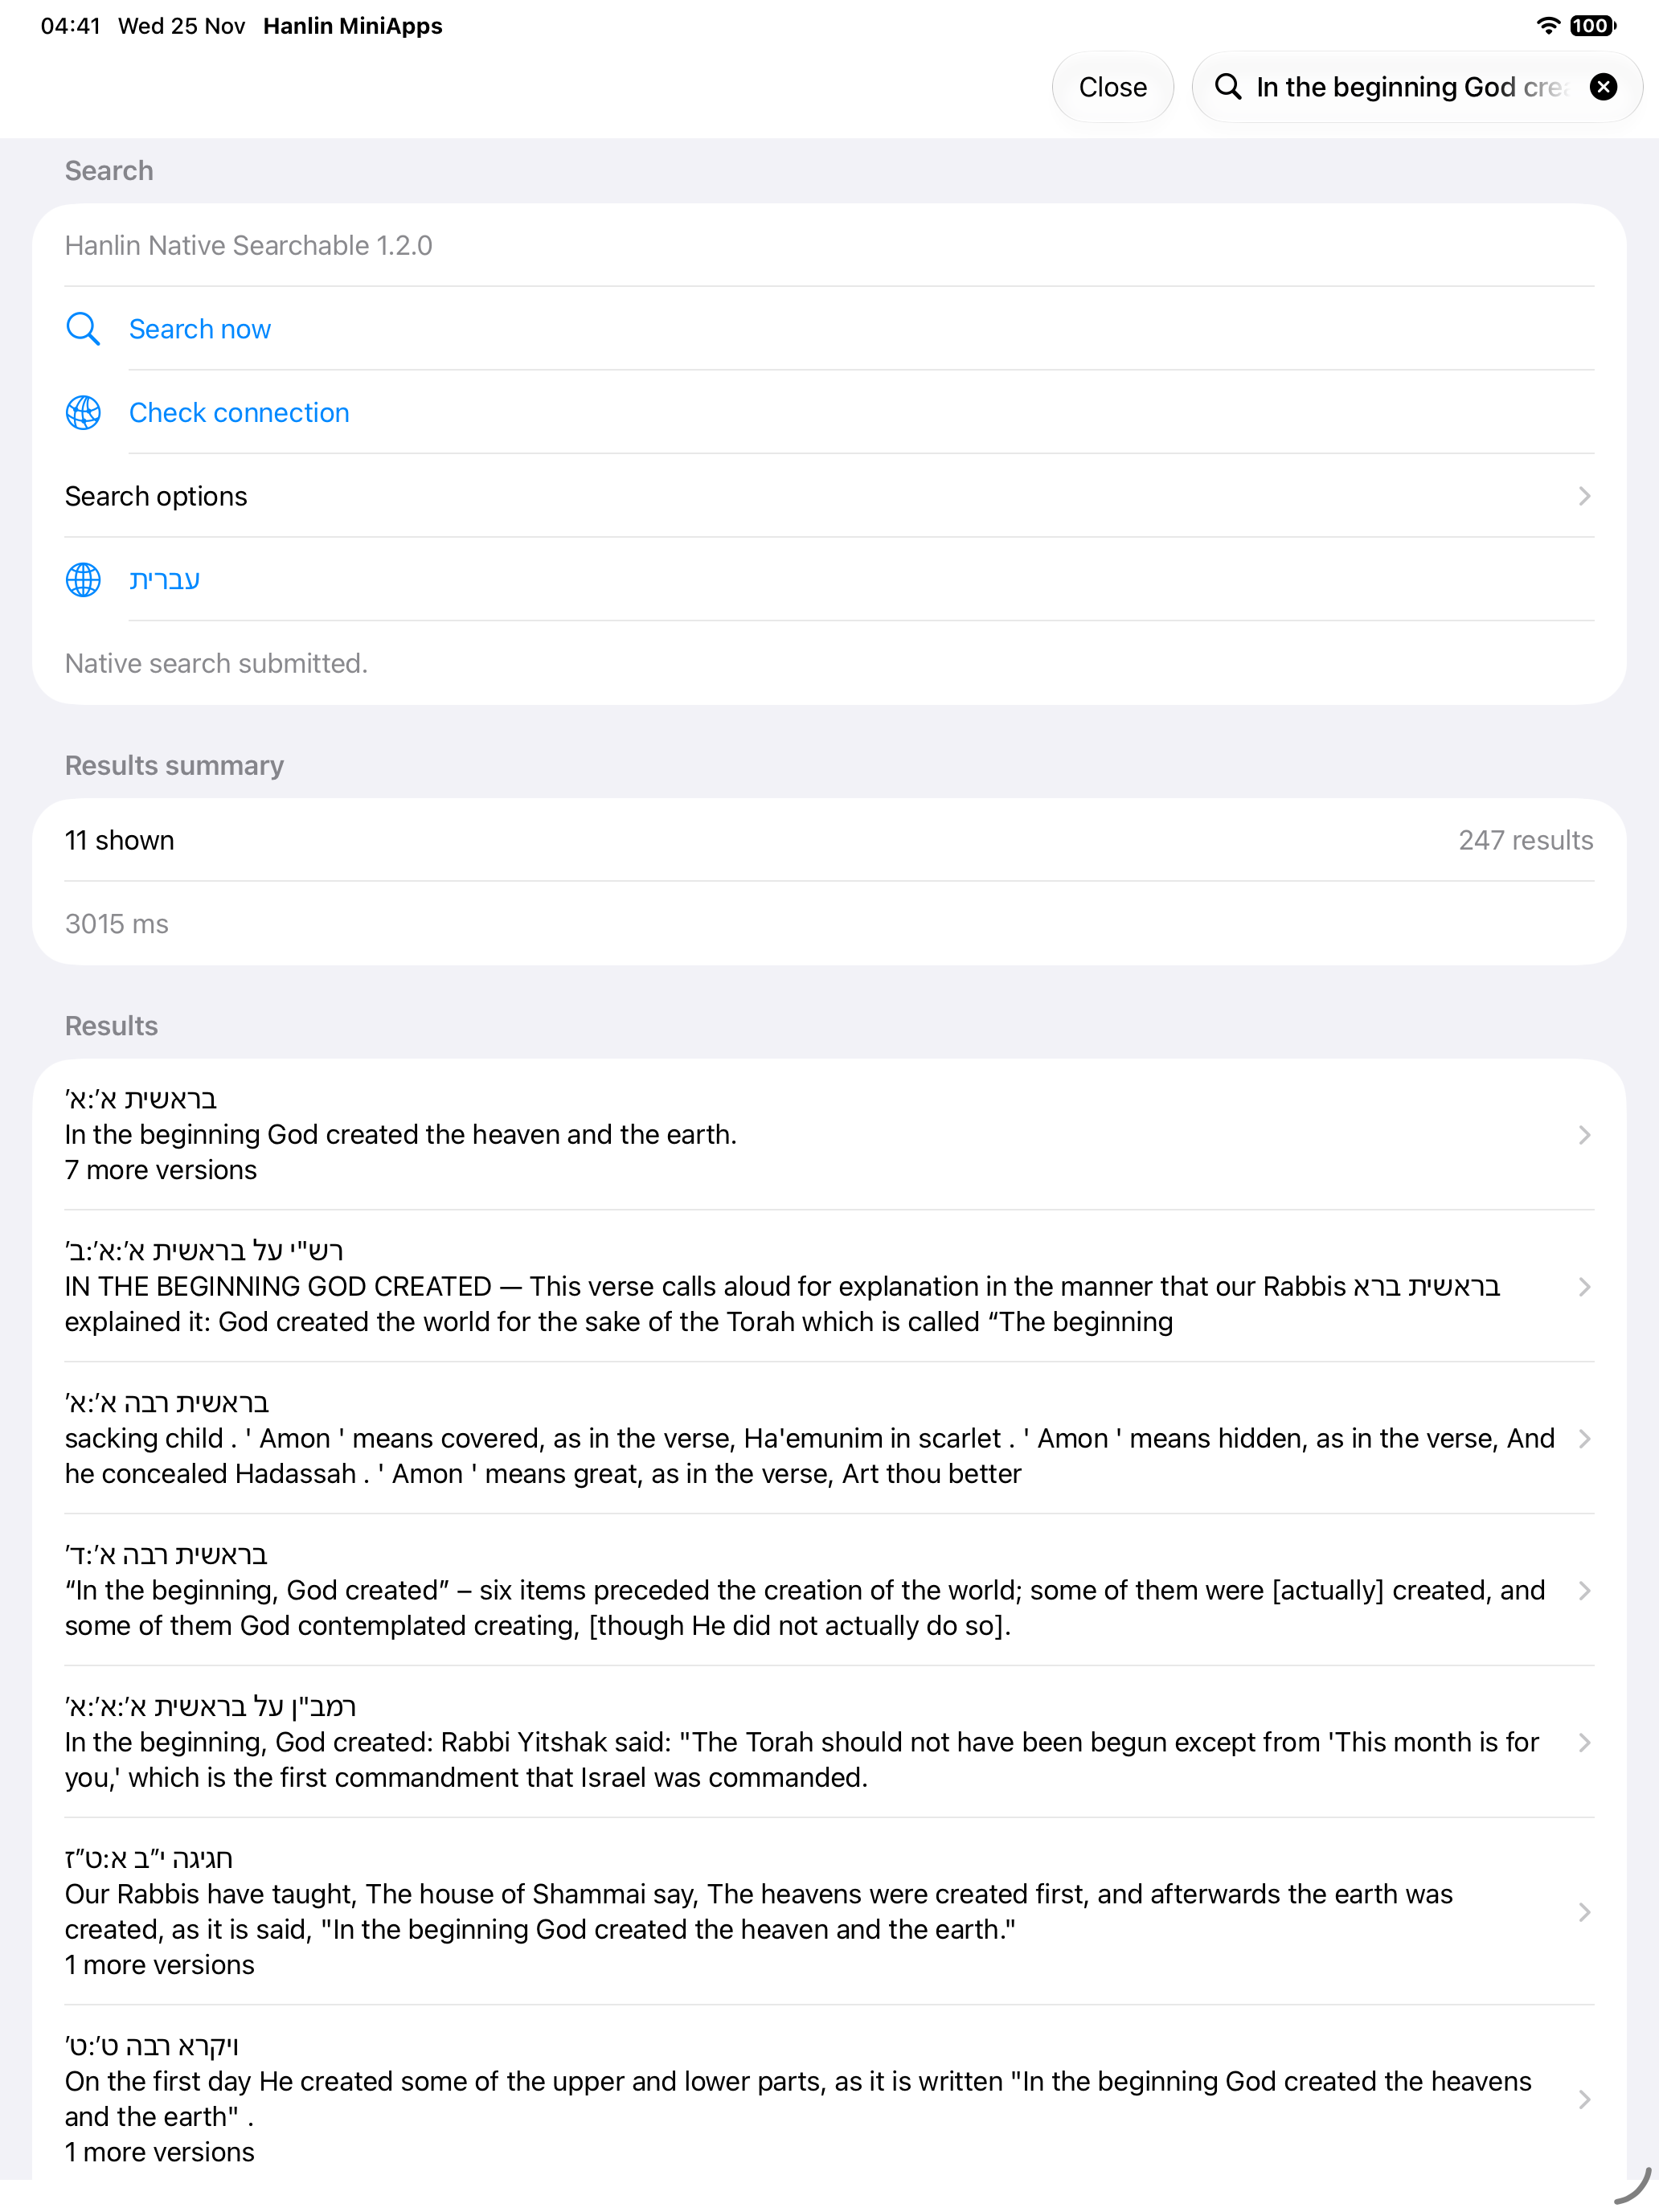 04:41 Wed 25 Nov Hanlin MiniApps
100
Close
In the beginning God crea
Search
Hanlin Native Searchable 1.2.0
Search now
Check connection
Search options
עברית
Native search submitted.
Results summary
11 shown
247 results
3015 ms
Results
בראשית א׳:א׳
In the beginning God created the heaven and the earth.
7 more versions
רש"י על בראשית א׳:א׳:ב׳
IN THE BEGINNING GOD CREATED — This verse calls aloud for explanation in the manner that our Rabbis בראשית ברא
explained it: God created the world for the sake of the Torah which is called “The beginning
בראשית רבה א׳:א׳
sacking child . ' Amon ' means covered, as in the verse, Ha'emunim in scarlet . ' Amon ' means hidden, as in the verse, And
he concealed Hadassah . ' Amon ' means great, as in the verse, Art thou better
בראשית רבה א׳:ד׳
“In the beginning, God created” – six items preceded the creation of the world; some of them were [actually] created, and
some of them God contemplated creating, [though He did not actually do so].
רמב"ן על בראשית א׳:א׳:א׳
In the beginning, God created: Rabbi Yitshak said: "The Torah should not have been begun except from 'This month is for
you,' which is the first commandment that Israel was commanded.
חגיגה י״ב א:ט״ז
Our Rabbis have taught, The house of Shammai say, The heavens were created first, and afterwards the earth was
created, as it is said, "In the beginning God created the heaven and the earth."
1 more versions
ויקרא רבה ט׳:ט׳
On the first day He created some of the upper and lower parts, as it is written "In the beginning God created the heavens
and the earth" .
1 more versions